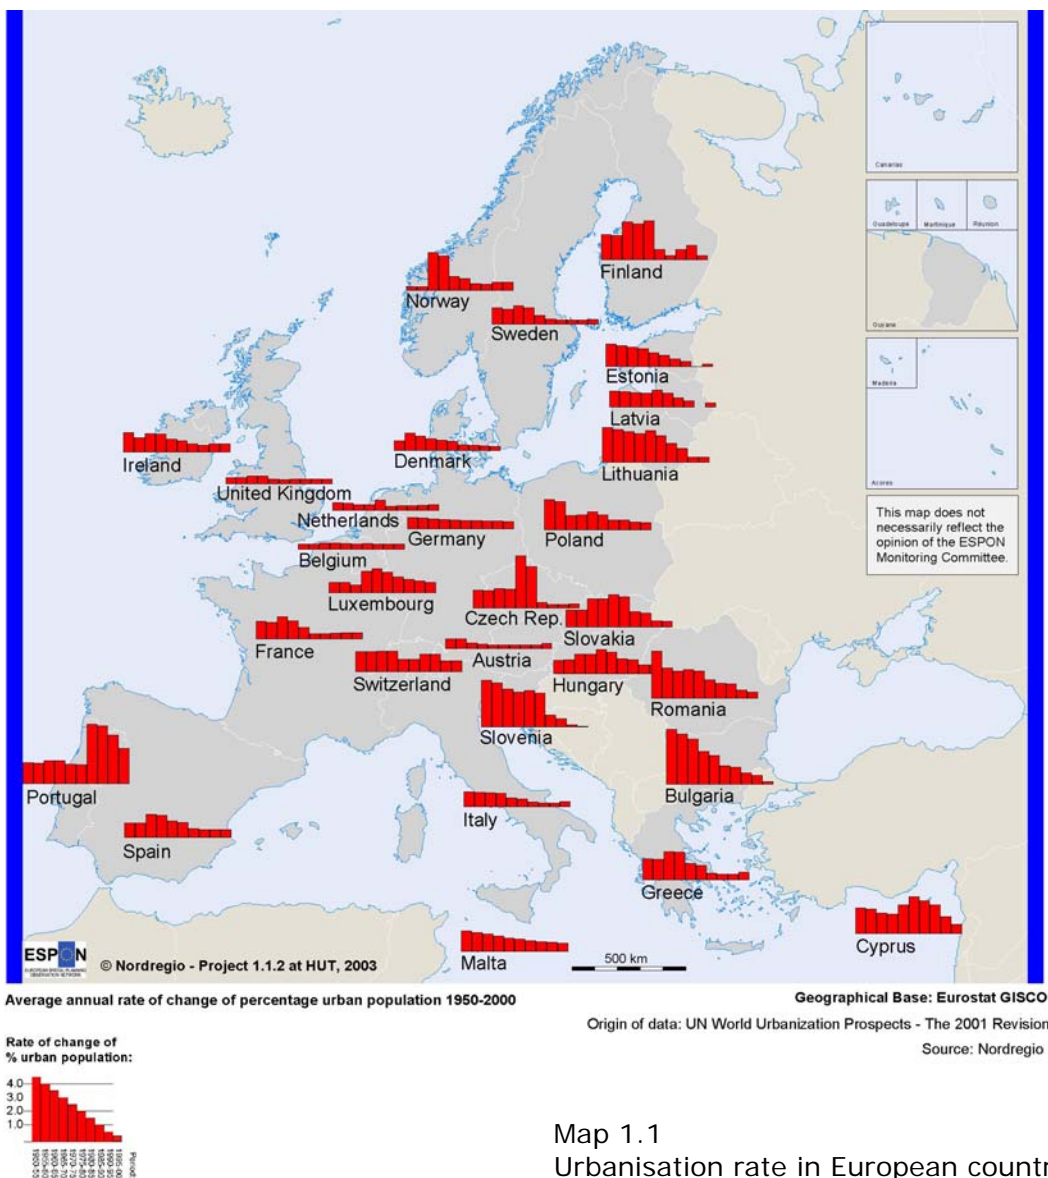 Canarias
Guadeloupe
Martinique
Réunion
Guyane
Madeira
Acores
This map does not
necessarily reflect the
opinion of the ESPON
Monitoring Committee.
Finland
Norway
Sweden
Estonia
Latvia
Lithuania
Ireland
Denmark
United Kingdom
Netherlands
Germany
Poland
Belgium
Luxembourg
Czech Rep.
Slovakia
France
Austria
Switzerland
Hungary
Romania
Slovenia
Portugal
Bulgaria
Italy
Spain
Greece
Cyprus
Malta
500 km
ESPON
© Nordregio - Project 1.1.2 at HUT, 2003
Average annual rate of change of percentage urban population 1950-2000
Geographical Base: Eurostat GISCO
Origin of data: UN World Urbanization Prospects - The 2001 Revision
Source: Nordregio
Rate of change of
% urban population:
4.0
3.0
2.0
1.0
Period
Map 1.1
Urbanisation rate in European countr